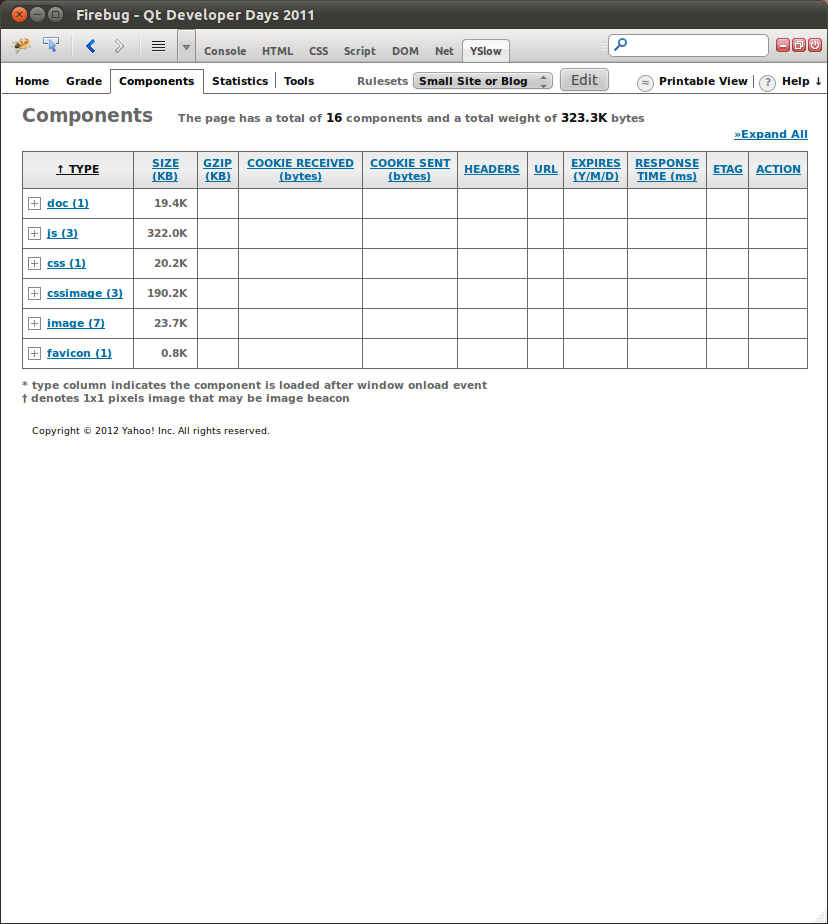 Firebug - Qt Developer Days 2011
Console HTML CSS Script DOM Net YSlow
Home Grade Components Statistics Tools Rulesets Small Site or Blog Edit Printable View ? Help ↓
Components The page has a total of 16 components and a total weight of 323.3K bytes
»Expand All
↑ TYPE SIZE (KB) GZIP (KB) COOKIE RECEIVED (bytes) COOKIE SENT (bytes) HEADERS URL EXPIRES (Y/M/D) RESPONSE TIME (ms) ETAG ACTION
doc (1) 19.4K
js (3) 322.0K
css (1) 20.2K
cssimage (3) 190.2K
image (7) 23.7K
favicon (1) 0.8K
* type column indicates the component is loaded after window onload event
† denotes 1x1 pixels image that may be image beacon
Copyright © 2012 Yahoo! Inc. All rights reserved.